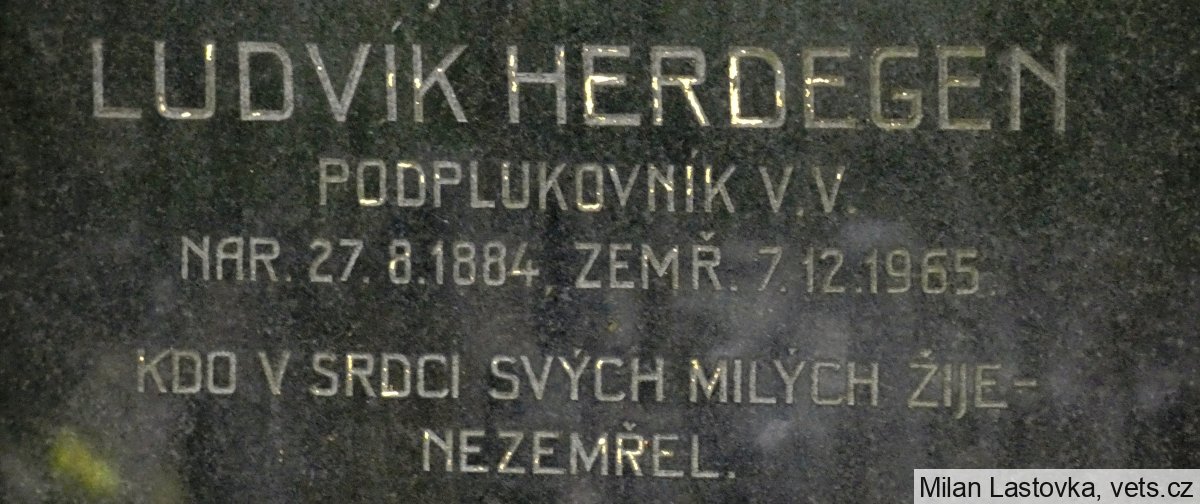 LUDVÍK HERDEGEN
PODPLUKOVNÍK V. V.
NAR. 27. 8. 1884, ZEMŘ. 7. 12. 1965.
KDO V SRDCI SVÝCH MILÝCH ŽIJE-
NEZEMŘEL.
Milan Lastovka, vets.cz